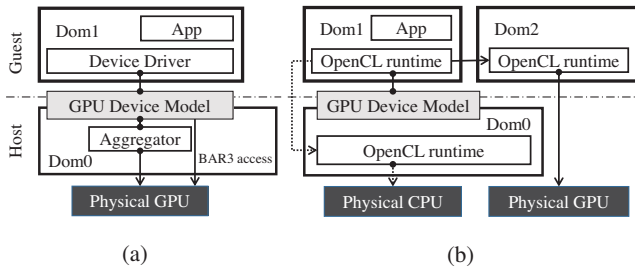 Guest
Dom1
App
Device Driver
GPU Device Model
Host
Aggregator
Dom0
BAR3 access
Physical GPU
(a)
Dom1
App
OpenCL runtime
Dom2
OpenCL runtime
GPU Device Model
Dom0
OpenCL runtime
Physical CPU
Physical GPU
(b)